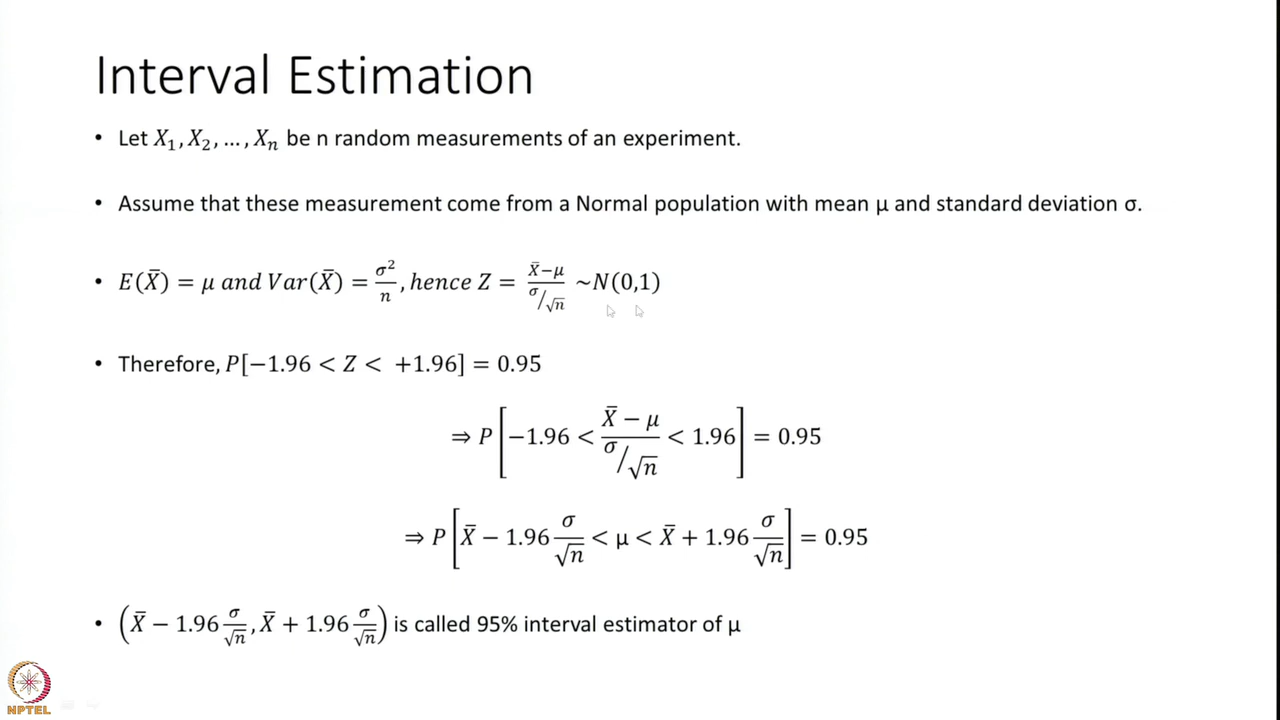 Interval Estimation
• Let X₁, X₂, …, Xₙ be n random measurements of an experiment.
• Assume that these measurement come from a Normal population with mean μ and standard deviation σ.
• E(X̄) = μ and Var(X̄) = σ²/n, hence Z = (X̄−μ)/(σ/√n) ~N(0,1)
• Therefore, P[−1.96 < Z < +1.96] = 0.95
⇒ P[−1.96 < (X̄ − μ)/(σ/√n) < 1.96] = 0.95
⇒ P[X̄ − 1.96 σ/√n < μ < X̄ + 1.96 σ/√n] = 0.95
• (X̄ − 1.96 σ/√n, X̄ + 1.96 σ/√n) is called 95% interval estimator of μ
NPTEL